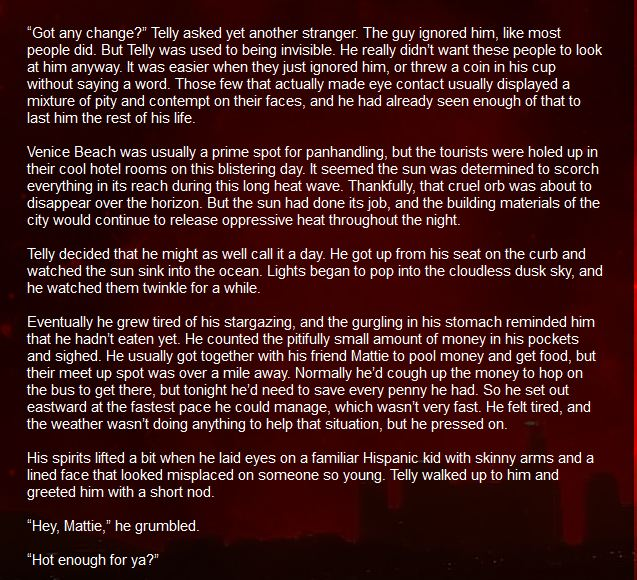 “Got any change?” Telly asked yet another stranger. The guy ignored him, like most
people did. But Telly was used to being invisible. He really didn’t want these people to look
at him anyway. It was easier when they just ignored him, or threw a coin in his cup
without saying a word. Those few that actually made eye contact usually displayed a
mixture of pity and contempt on their faces, and he had already seen enough of that to
last him the rest of his life.
Venice Beach was usually a prime spot for panhandling, but the tourists were holed up in
their cool hotel rooms on this blistering day. It seemed the sun was determined to scorch
everything in its reach during this long heat wave. Thankfully, that cruel orb was about to
disappear over the horizon. But the sun had done its job, and the building materials of the
city would continue to release oppressive heat throughout the night.
Telly decided that he might as well call it a day. He got up from his seat on the curb and
watched the sun sink into the ocean. Lights began to pop into the cloudless dusk sky, and
he watched them twinkle for a while.
Eventually he grew tired of his stargazing, and the gurgling in his stomach reminded him
that he hadn’t eaten yet. He counted the pitifully small amount of money in his pockets
and sighed. He usually got together with his friend Mattie to pool money and get food, but
their meet up spot was over a mile away. Normally he’d cough up the money to hop on
the bus to get there, but tonight he’d need to save every penny he had. So he set out
eastward at the fastest pace he could manage, which wasn’t very fast. He felt tired, and
the weather wasn’t doing anything to help that situation, but he pressed on.
His spirits lifted a bit when he laid eyes on a familiar Hispanic kid with skinny arms and a
lined face that looked misplaced on someone so young. Telly walked up to him and
greeted him with a short nod.
“Hey, Mattie,” he grumbled.
“Hot enough for ya?”